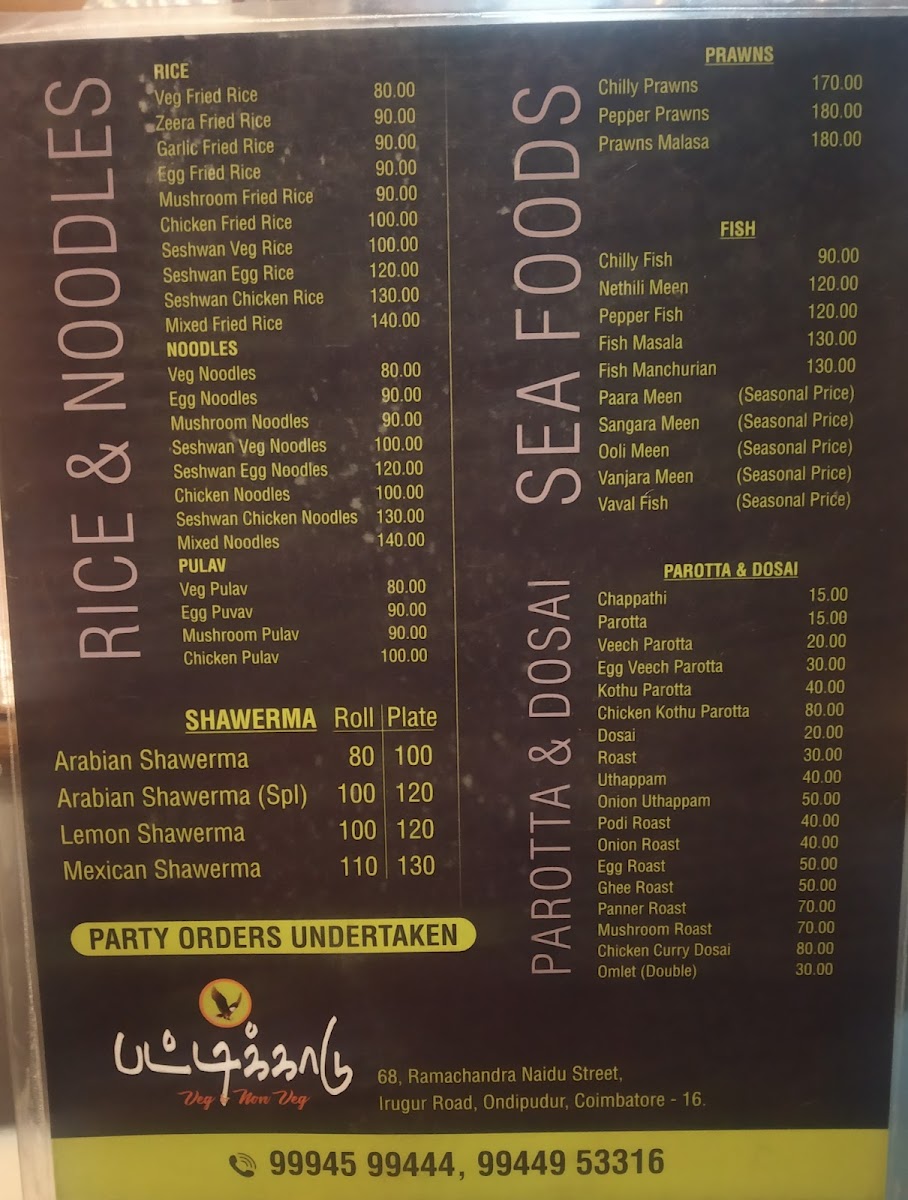 RICE & NOODLES
RICE
Veg Fried Rice 80.00
Zeera Fried Rice 90.00
Garlic Fried Rice 90.00
Egg Fried Rice 90.00
Mushroom Fried Rice 90.00
Chicken Fried Rice 100.00
Seshwan Veg Rice 100.00
Seshwan Egg Rice 120.00
Seshwan Chicken Rice 130.00
Mixed Fried Rice 140.00
NOODLES
Veg Noodles 80.00
Egg Noodles 90.00
Mushroom Noodles 90.00
Seshwan Veg Noodles 100.00
Seshwan Egg Noodles 120.00
Chicken Noodles 100.00
Seshwan Chicken Noodles 130.00
Mixed Noodles 140.00
PULAV
Veg Pulav 80.00
Egg Puvav 90.00
Mushroom Pulav 90.00
Chicken Pulav 100.00
SHAWERMA Roll Plate
Arabian Shawerma 80 100
Arabian Shawerma (Spl) 100 120
Lemon Shawerma 100 120
Mexican Shawerma 110 130
PARTY ORDERS UNDERTAKEN
SEA FOODS
PRAWNS
Chilly Prawns 170.00
Pepper Prawns 180.00
Prawns Malasa 180.00
FISH
Chilly Fish 90.00
Nethili Meen 120.00
Pepper Fish 120.00
Fish Masala 130.00
Fish Manchurian 130.00
Paara Meen (Seasonal Price)
Sangara Meen (Seasonal Price)
Ooli Meen (Seasonal Price)
Vanjara Meen (Seasonal Price)
Vaval Fish (Seasonal Price)
PAROTTA & DOSAI
PAROTTA & DOSAI
Chappathi 15.00
Parotta 15.00
Veech Parotta 20.00
Egg Veech Parotta 30.00
Kothu Parotta 40.00
Chicken Kothu Parotta 80.00
Dosai 20.00
Roast 30.00
Uthappam 40.00
Onion Uthappam 50.00
Podi Roast 40.00
Onion Roast 40.00
Egg Roast 50.00
Ghee Roast 50.00
Panner Roast 70.00
Mushroom Roast 70.00
Chicken Curry Dosai 80.00
Omlet (Double) 30.00
பட்டிக்காடு
Veg & Non Veg
68, Ramachandra Naidu Street,
Irugur Road, Ondipudur, Coimbatore - 16.
99945 99444, 99449 53316